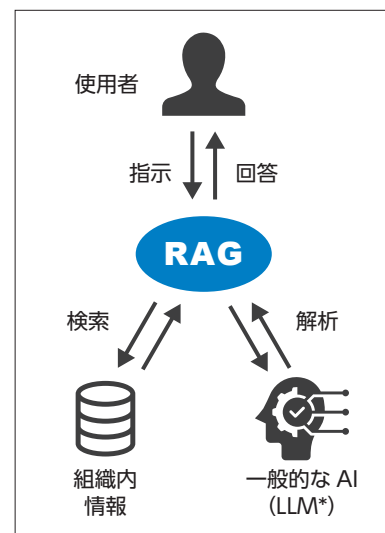 使用者
指示
回答
RAG
検索
解析
組織内
情報
一般的な AI
(LLM*)